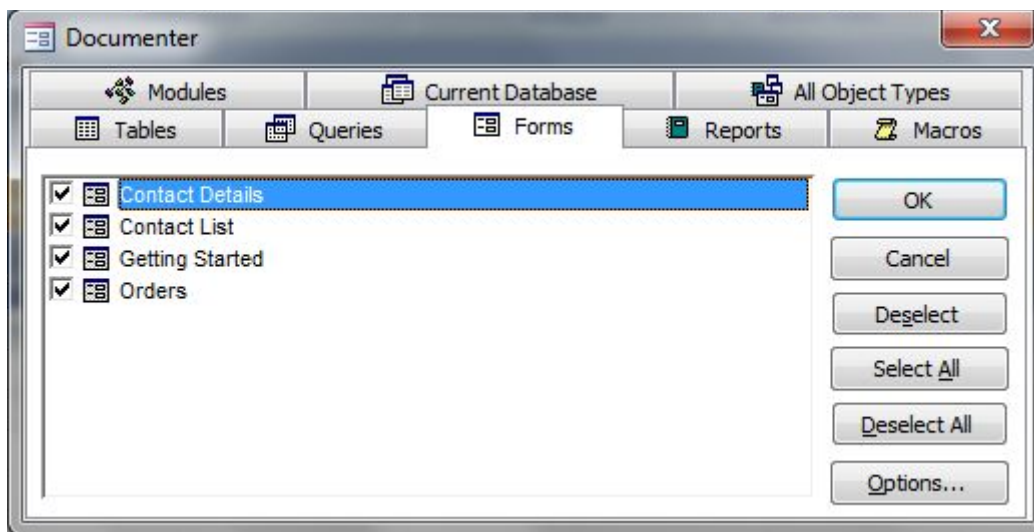 Documenter
Modules Current Database All Object Types
Tables Queries Forms Reports Macros
Contact Details
Contact List
Getting Started
Orders
OK
Cancel
Deselect
Select All
Deselect All
Options...